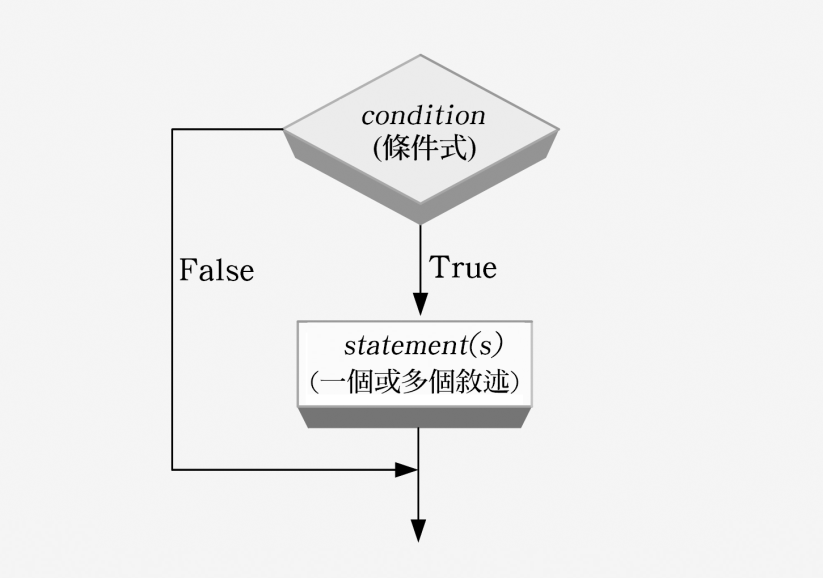 condition
(條件式)
False
True
statement(s)
(一個或多個敘述)